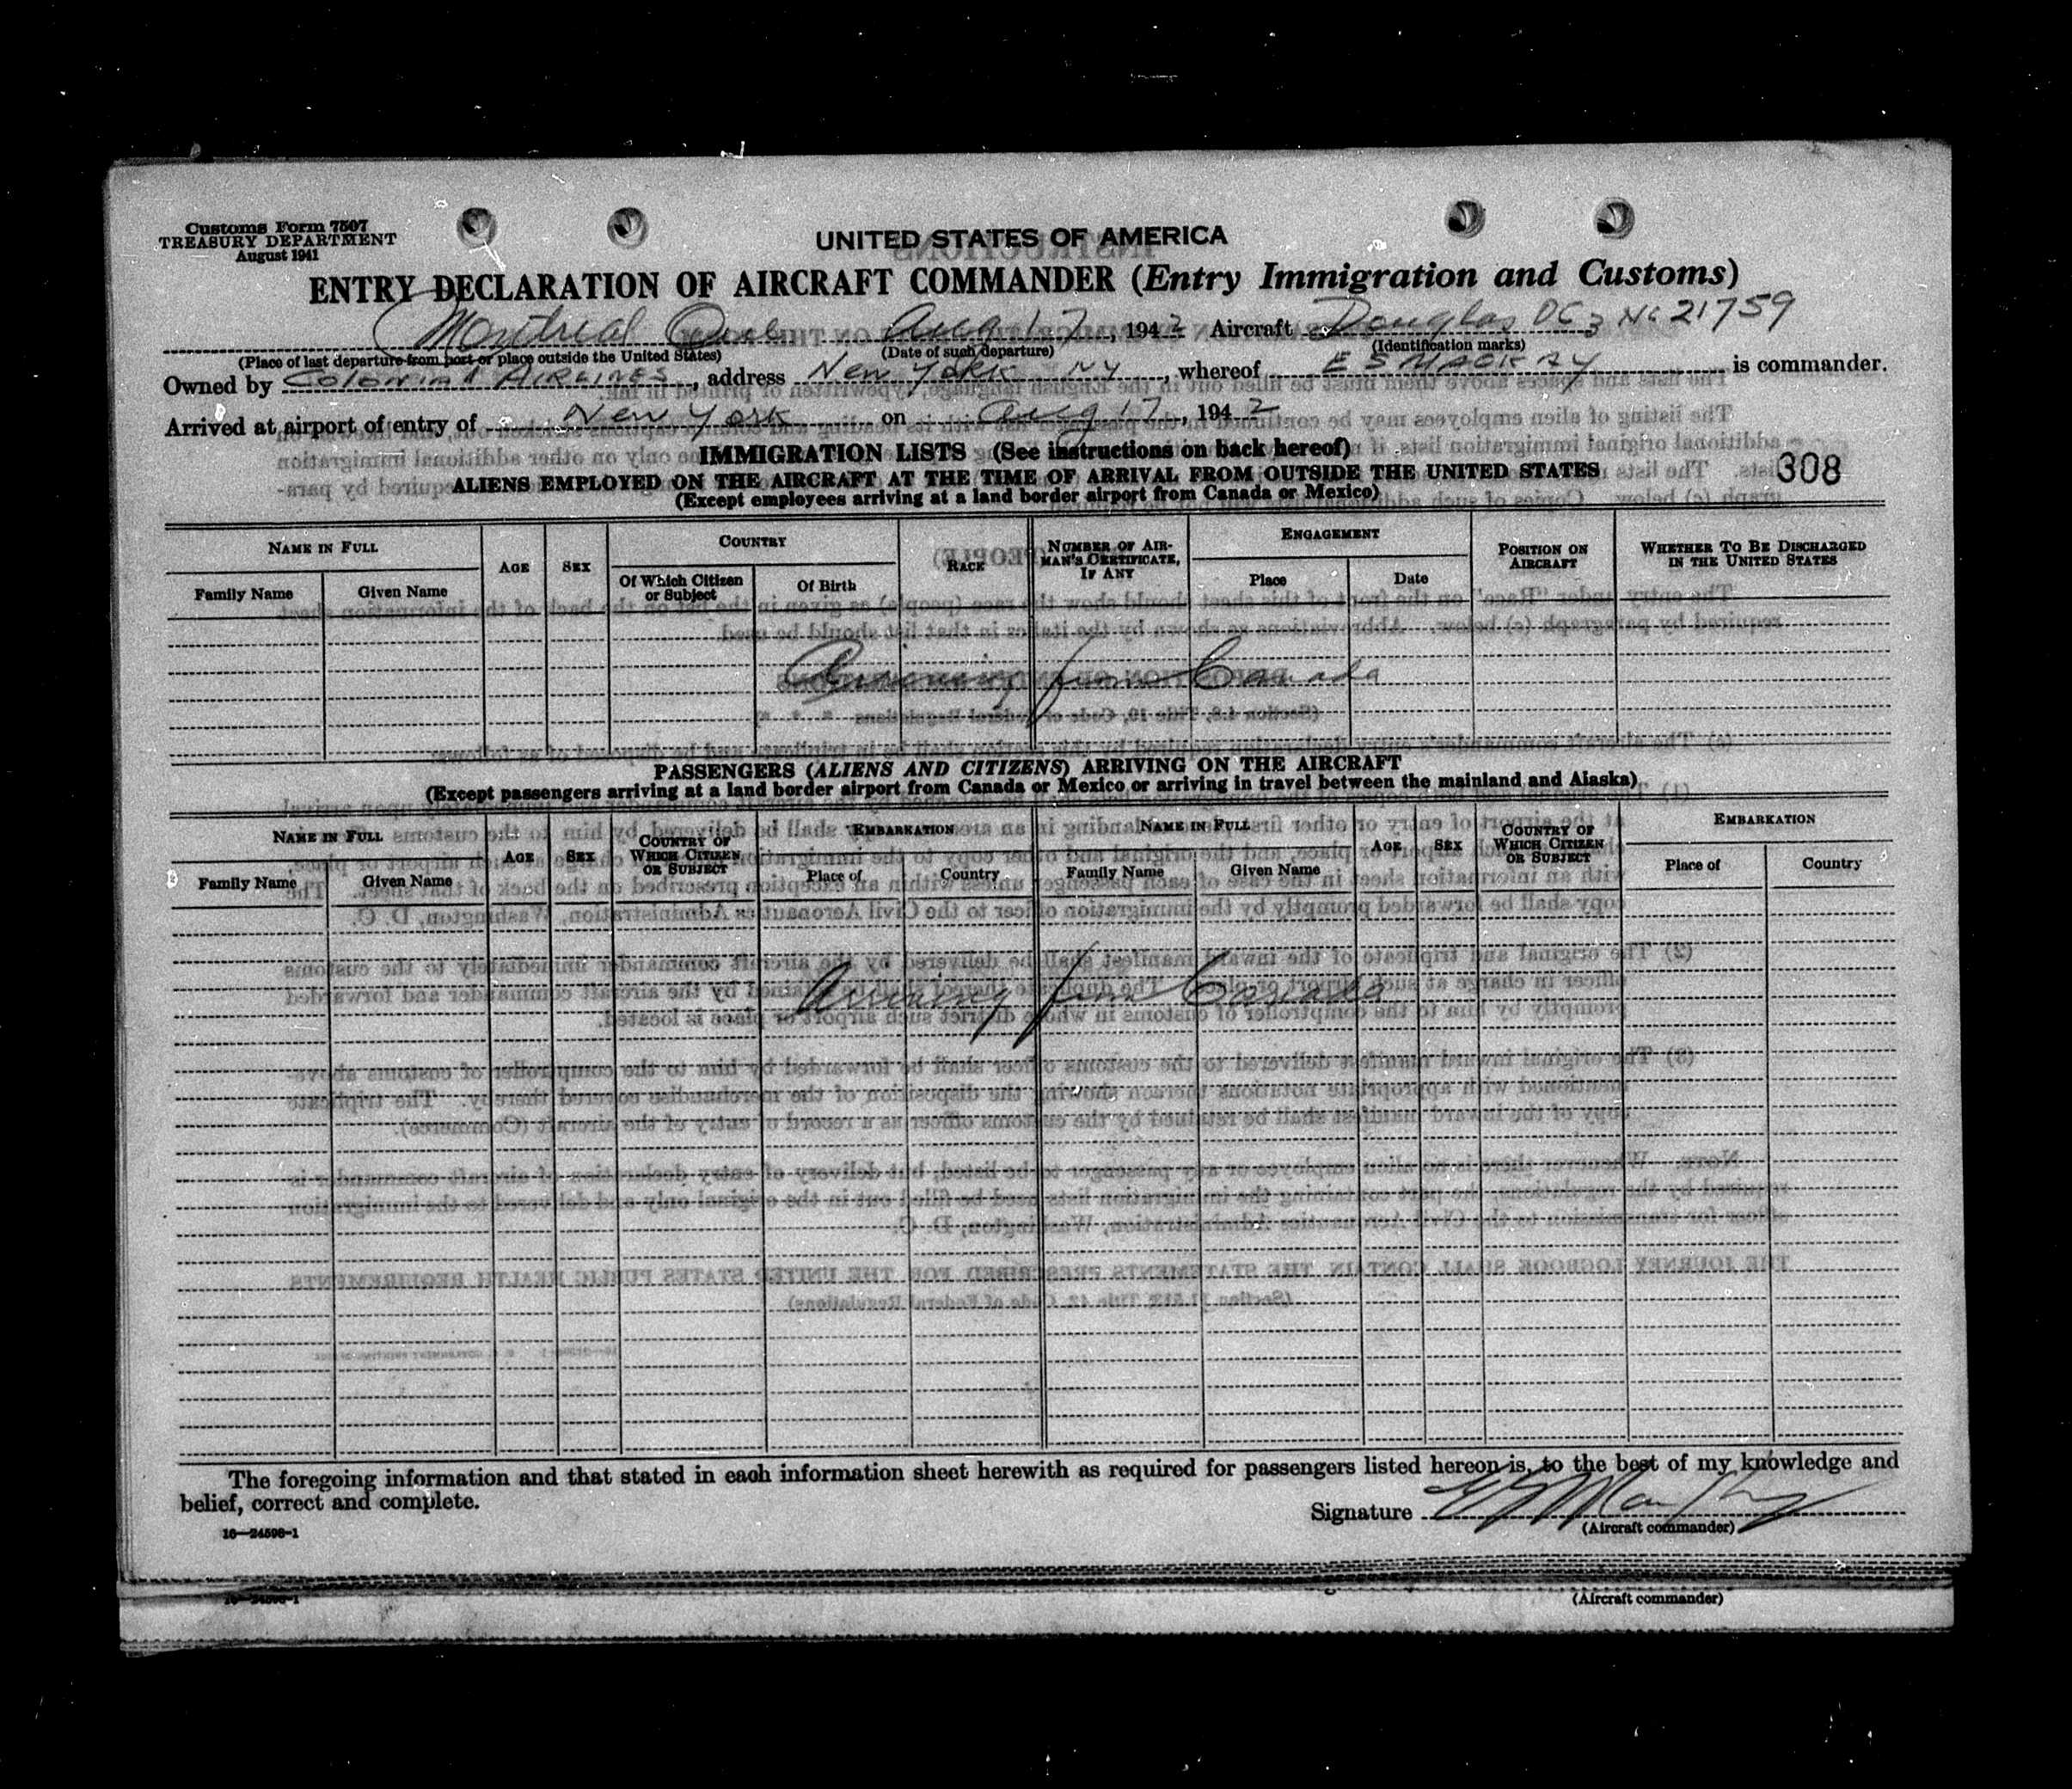 Customs Form 7507
TREASURY DEPARTMENT
August 1941
UNITED STATES OF AMERICA
ENTRY DECLARATION OF AIRCRAFT COMMANDER (Entry Immigration and Customs)
Montreal Que Aug 17, 1942 Aircraft Douglas DC3 Nc 21759
(Place of last departure from port or place outside the United States) (Date of such departure) (Identification marks)
Owned by COLONIAL AIRLINES, address New York NY, whereof E S MACKAY is commander.
Arrived at airport of entry of New York on Aug 17, 1942
IMMIGRATION LISTS (See instructions on back hereof)
308
ALIENS EMPLOYED ON THE AIRCRAFT AT THE TIME OF ARRIVAL FROM OUTSIDE THE UNITED STATES
(Except employees arriving at a land border airport from Canada or Mexico)
NAME IN FULL AGE SEX COUNTRY RACE NUMBER OF AIRMAN'S CERTIFICATE, IF ANY ENGAGEMENT POSITION ON AIRCRAFT WHETHER TO BE DISCHARGED IN THE UNITED STATES
Family Name Given Name Of Which Citizen or Subject Of Birth Place Date
Arriving from Canada
PASSENGERS (ALIENS AND CITIZENS) ARRIVING ON THE AIRCRAFT
(Except passengers arriving at a land border airport from Canada or Mexico or arriving in travel between the mainland and Alaska)
NAME IN FULL AGE SEX COUNTRY OF WHICH CITIZEN OR SUBJECT EMBARKATION NAME IN FULL AGE SEX COUNTRY OF WHICH CITIZEN OR SUBJECT EMBARKATION
Family Name Given Name Place of Country Family Name Given Name Place of Country
Arriving from Canada
The foregoing information and that stated in each information sheet herewith as required for passengers listed hereon is, to the best of my knowledge and
belief, correct and complete.
Signature
(Aircraft commander)
16—24598-1
(Aircraft commander)